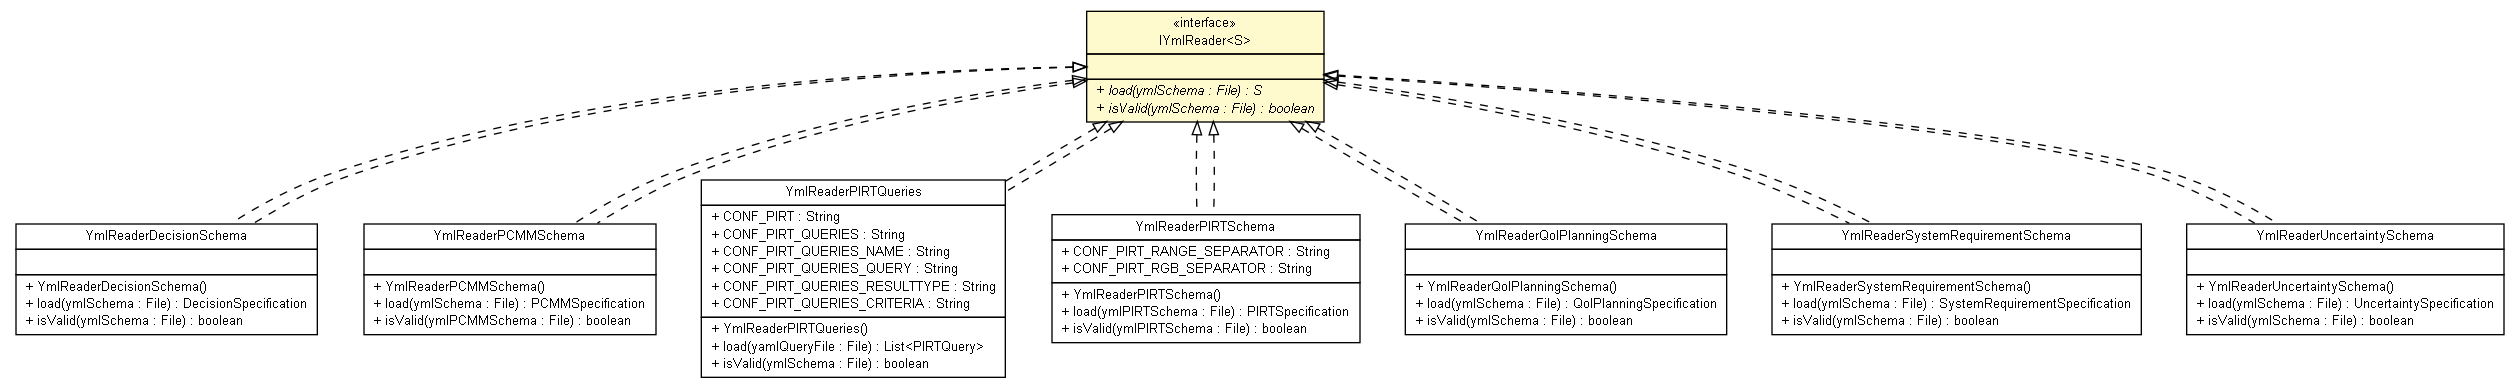 «interface»
IYmlReader<S>
+ load(ymlSchema : File) : S
+ isValid(ymlSchema : File) : boolean
YmlReaderDecisionSchema
+ YmlReaderDecisionSchema()
+ load(ymlSchema : File) : DecisionSpecification
+ isValid(ymlSchema : File) : boolean
YmlReaderPCMMSchema
+ YmlReaderPCMMSchema()
+ load(ymlSchema : File) : PCMMSpecification
+ isValid(ymlPCMMSchema : File) : boolean
YmlReaderPIRTQueries
+ CONF_PIRT : String
+ CONF_PIRT_QUERIES : String
+ CONF_PIRT_QUERIES_NAME : String
+ CONF_PIRT_QUERIES_QUERY : String
+ CONF_PIRT_QUERIES_RESULTTYPE : String
+ CONF_PIRT_QUERIES_CRITERIA : String
+ YmlReaderPIRTQueries()
+ load(yamlQueryFile : File) : List<PIRTQuery>
+ isValid(ymlSchema : File) : boolean
YmlReaderPIRTSchema
+ CONF_PIRT_RANGE_SEPARATOR : String
+ CONF_PIRT_RGB_SEPARATOR : String
+ YmlReaderPIRTSchema()
+ load(ymlPIRTSchema : File) : PIRTSpecification
+ isValid(ymlPIRTSchema : File) : boolean
YmlReaderQoIPlanningSchema
+ YmlReaderQoIPlanningSchema()
+ load(ymlSchema : File) : QoIPlanningSpecification
+ isValid(ymlSchema : File) : boolean
YmlReaderSystemRequirementSchema
+ YmlReaderSystemRequirementSchema()
+ load(ymlSchema : File) : SystemRequirementSpecification
+ isValid(ymlSchema : File) : boolean
YmlReaderUncertaintySchema
+ YmlReaderUncertaintySchema()
+ load(ymlSchema : File) : UncertaintySpecification
+ isValid(ymlSchema : File) : boolean